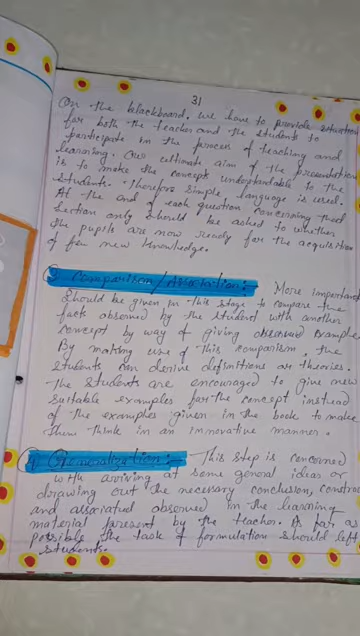 31
On the blackboard. we have to provide situation
for both the teacher and the students to
participate in the process of teaching and
learning. Our ultimate aim of the presentation
is to make the concept understandable to the
students. Therefore simple language is used.
At the end of each question concerning
section only should be asked to whether
the pupils are now ready for the acquisition
of few new knowledge.
3 Comparison/Association:- More important
should be given in this stage to compare the
facts observed by the student with another
concept by way of giving example
By making use of this comparison, the
students can derive definitions or theories.
The students are encouraged to give new
suitable examples for the concept instead
of the examples given in the book to make
them think in an innovative manner.
4 Generalization:- This step is concerned
with arriving at some general ideas or
drawing out the necessary conclusion,
and observed in the learning
material present by the teacher. As far as
possible the task of formulation should left
students.